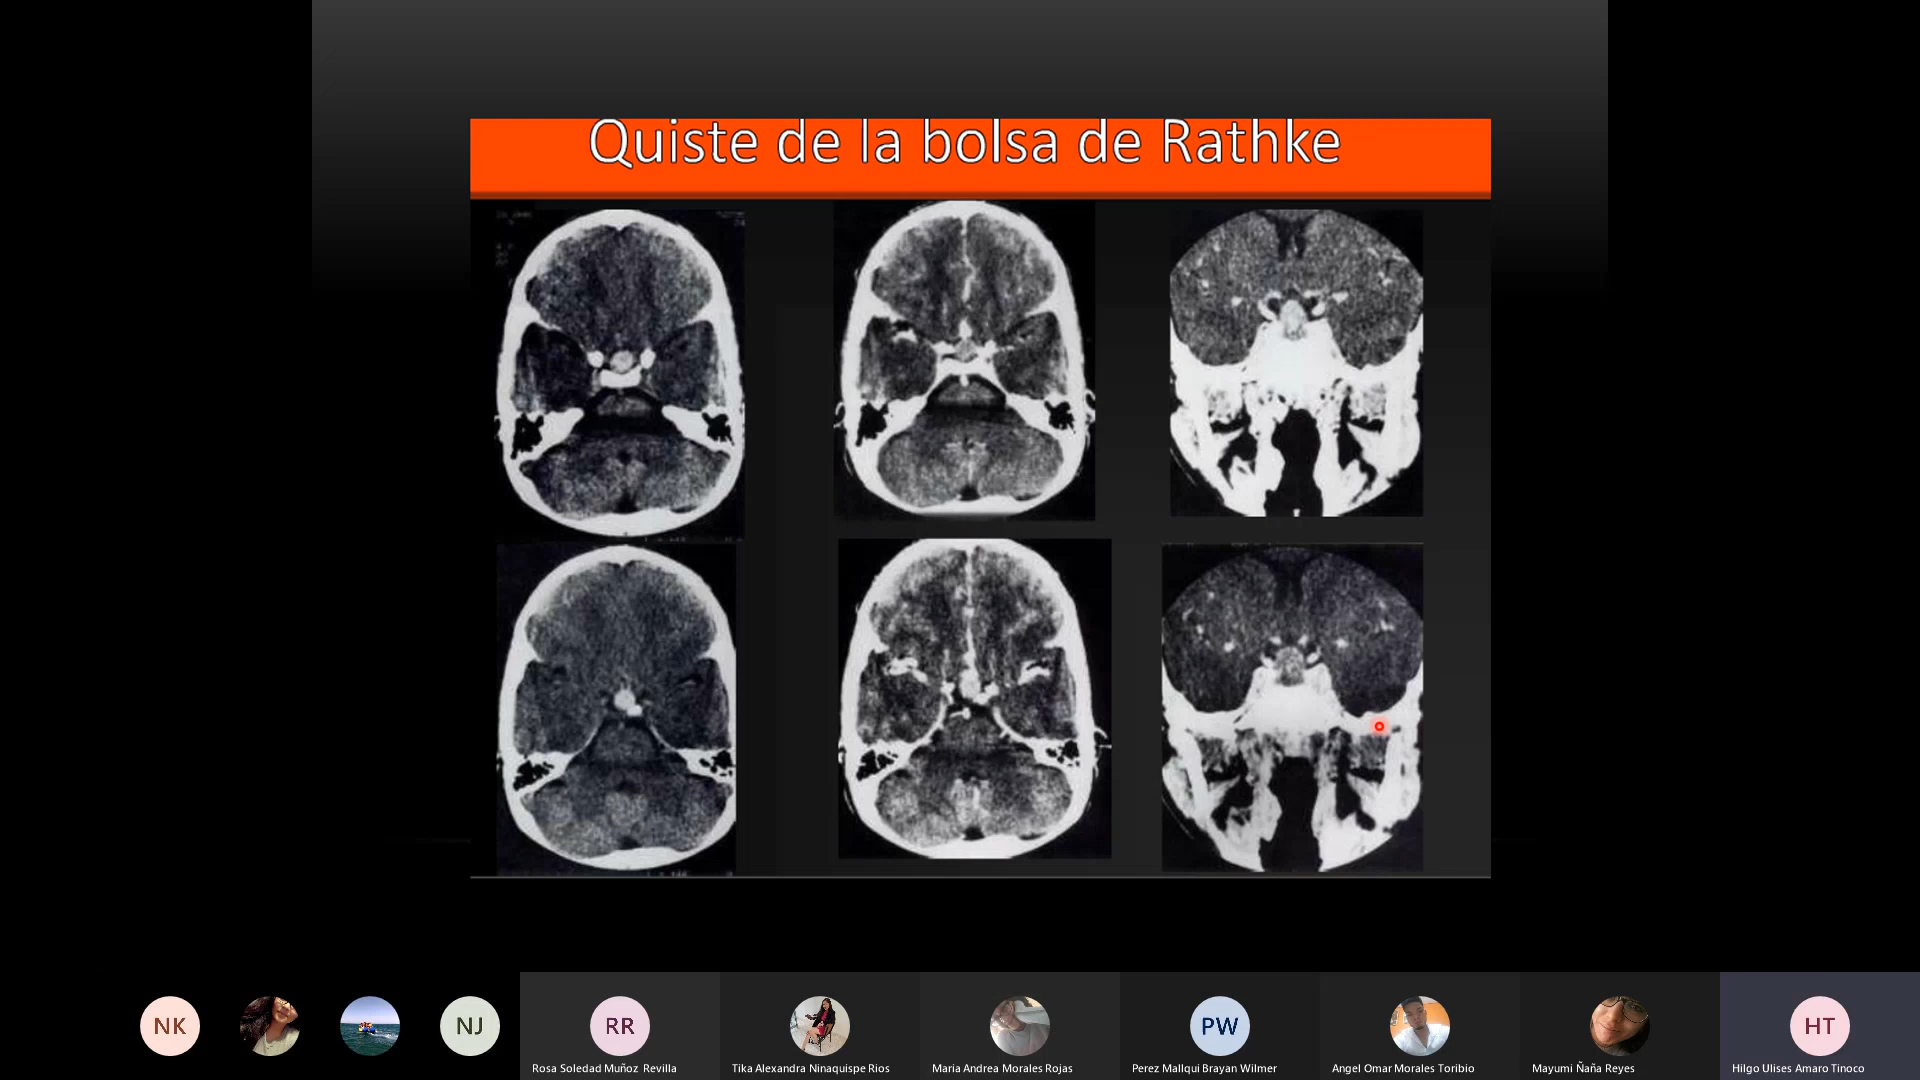 Quiste de la bolsa de Rathke
NK
NJ
RR
PW
HT
Rosa Soledad Muñoz Revilla
Tika Alexandra Ninaquispe Rios
Maria Andrea Morales Rojas
Perez Mallqui Brayan Wilmer
Angel Omar Morales Toribio
Mayumi Ñaña Reyes
Hilgo Ulises Amaro Tinoco